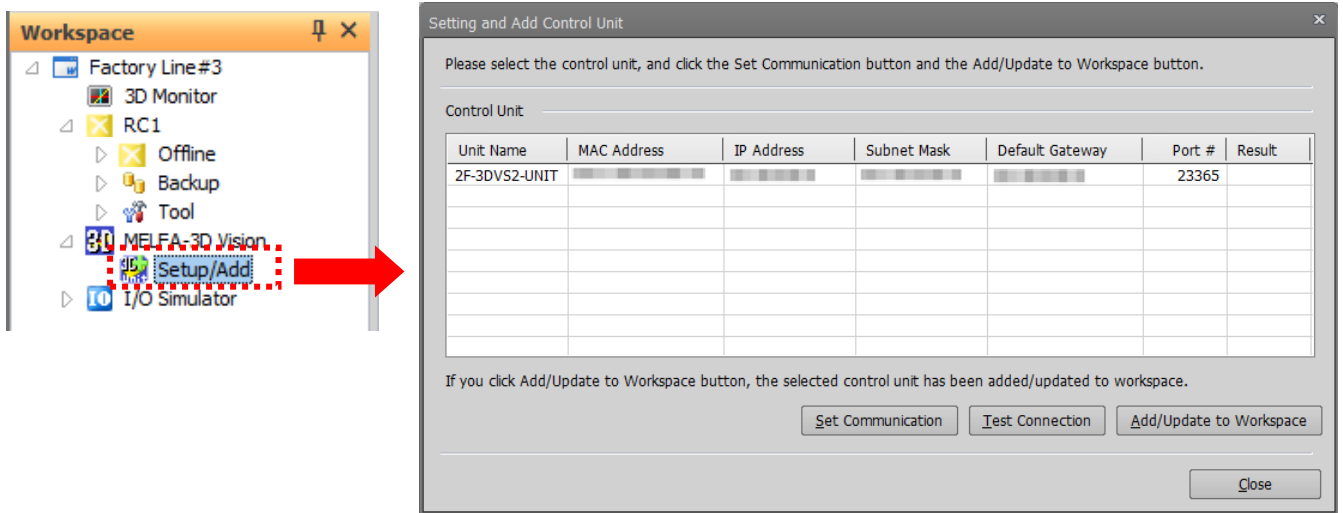 Workspace
Factory Line#3
3D Monitor
RC1
Offline
Backup
Tool
MELFA-3D Vision
Setup/Add
I/O Simulator
Setting and Add Control Unit
Please select the control unit, and click the Set Communication button and the Add/Update to Workspace button.
Control Unit
Unit Name MAC Address IP Address Subnet Mask Default Gateway Port # Result
2F-3DVS2-UNIT 23365
If you click Add/Update to Workspace button, the selected control unit has been added/updated to workspace.
Set Communication Test Connection Add/Update to Workspace
Close